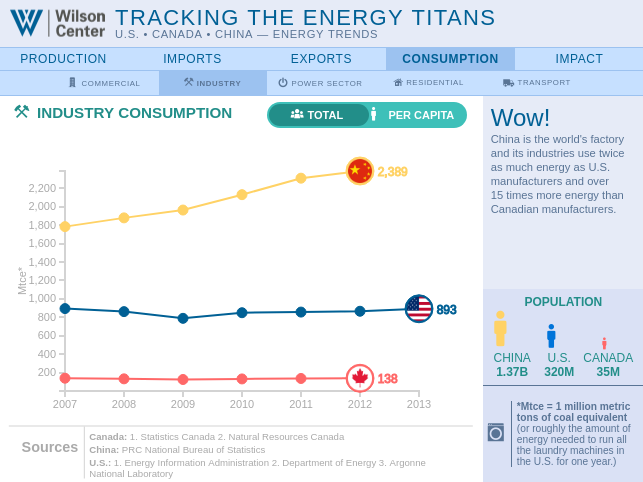 Wilson
Center
TRACKING THE ENERGY TITANS
U.S. • CANADA • CHINA — ENERGY TRENDS
PRODUCTION IMPORTS EXPORTS CONSUMPTION IMPACT
COMMERCIAL INDUSTRY POWER SECTOR RESIDENTIAL TRANSPORT
INDUSTRY CONSUMPTION
TOTAL PER CAPITA
2,389
2,200
2,000
1,800
1,600
1,400
1,200
1,000
800
600
400
200
Mtce*
893
138
2007 2008 2009 2010 2011 2012 2013
Sources
Canada: 1. Statistics Canada 2. Natural Resources Canada
China: PRC National Bureau of Statistics
U.S.: 1. Energy Information Administration 2. Department of Energy 3. Argonne
National Laboratory
Wow!
China is the world's factory
and its industries use twice
as much energy as U.S.
manufacturers and over
15 times more energy than
Canadian manufacturers.
POPULATION
CHINA U.S. CANADA
1.37B 320M 35M
*Mtce = 1 million metric
tons of coal equivalent
(or roughly the amount of
energy needed to run all
the laundry machines in
the U.S. for one year.)